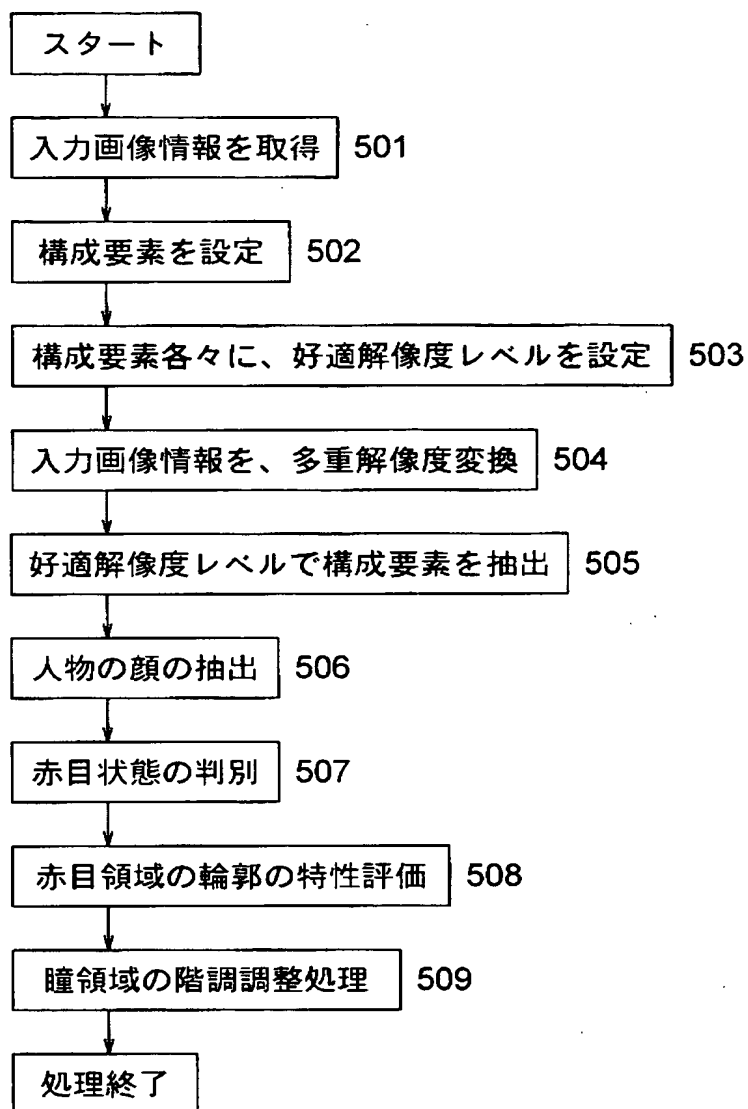 スタート
入力画像情報を取得 501
構成要素を設定 502
構成要素各々に、好適解像度レベルを設定 503
入力画像情報を、多重解像度変換 504
好適解像度レベルで構成要素を抽出 505
人物の顔の抽出 506
赤目状態の判別 507
赤目領域の輪郭の特性評価 508
瞳領域の階調調整処理 509
処理終了